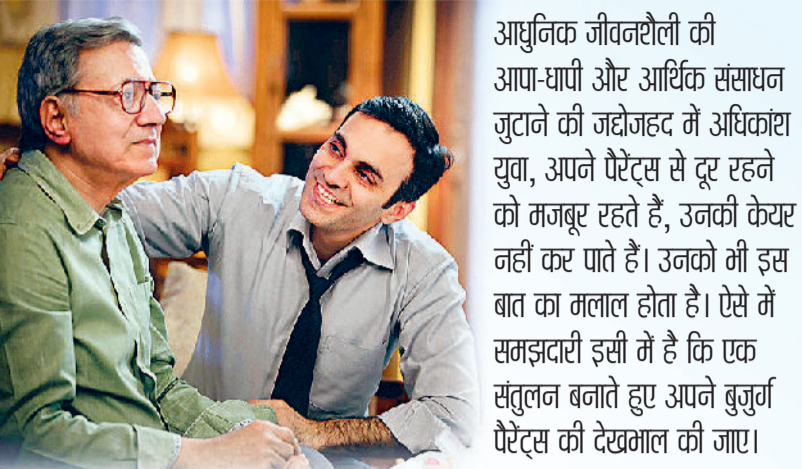 आधुनिक जीवनशैली की
आपा-धापी और आर्थिक संसाधन
जुटाने की जद्दोजहद में अधिकांश
युवा, अपने पैरेंट्स से दूर रहने
को मजबूर रहते हैं, उनकी केयर
नहीं कर पाते हैं। उनको भी इस
बात का मलाल होता है। ऐसे में
समझदारी इसी में है कि एक
संतुलन बनाते हुए अपने बुजुर्ग
पैरेंट्स की देखभाल की जाए।